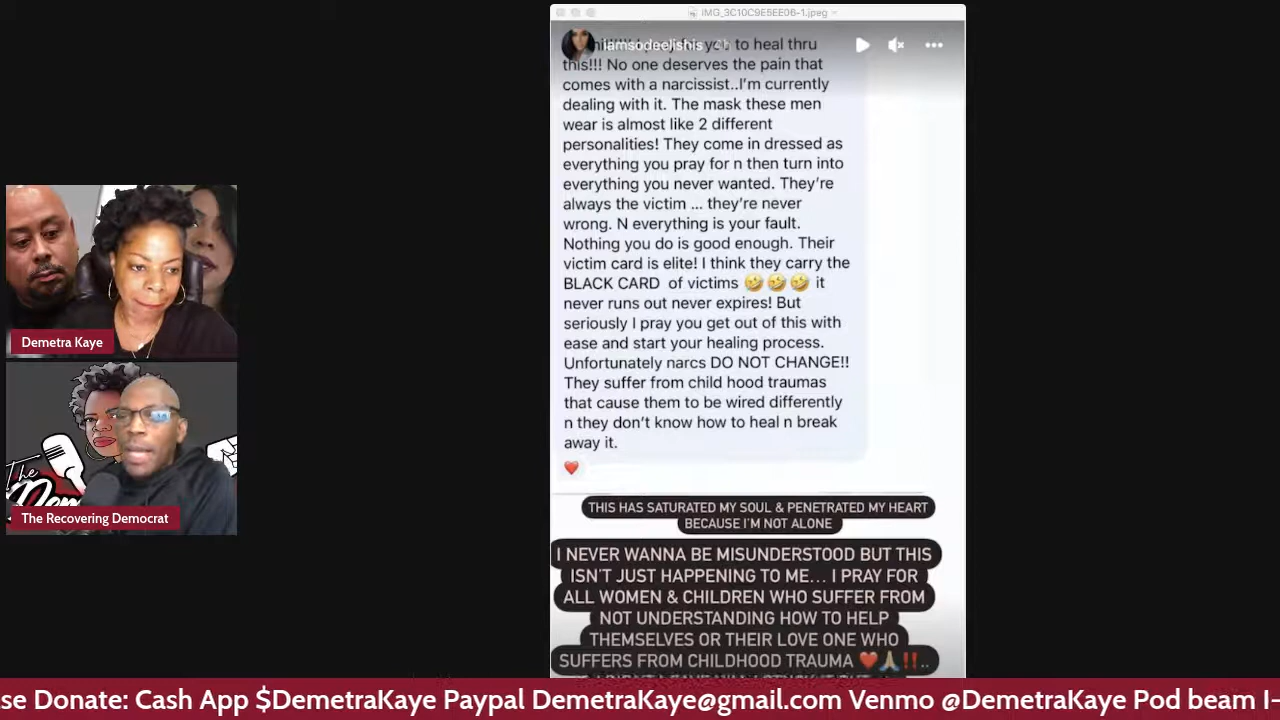 IMG_3C10C9E5EE0B-1.jpeg
iamsodeelishis
to heal thru
this!!! No one deserves the pain that
comes with a narcissist..I'm currently
dealing with it. The mask these men
wear is almost like 2 different
personalities! They come in dressed as
everything you pray for n then turn into
everything you never wanted. They're
always the victim ... they're never
wrong. N everything is your fault.
Nothing you do is good enough. Their
victim card is elite! I think they carry the
BLACK CARD of victims 🤣🤣🤣 it
never runs out never expires! But
seriously I pray you get out of this with
ease and start your healing process.
Unfortunately narcs DO NOT CHANGE!!
They suffer from child hood traumas
that cause them to be wired differently
n they don't know how to heal n break
away it.
❤️
THIS HAS SATURATED MY SOUL & PENETRATED MY HEART
BECAUSE I'M NOT ALONE
I NEVER WANNA BE MISUNDERSTOOD BUT THIS
ISN'T JUST HAPPENING TO ME... I PRAY FOR
ALL WOMEN & CHILDREN WHO SUFFER FROM
NOT UNDERSTANDING HOW TO HELP
THEMSELVES OR THEIR LOVE ONE WHO
SUFFERS FROM CHILDHOOD TRAUMA ❤️🙏🏼‼️..
Demetra Kaye
The
The Recovering Democrat
se Donate: Cash App $DemetraKaye Paypal DemetraKaye@gmail.com Venmo @DemetraKaye Pod beam I-